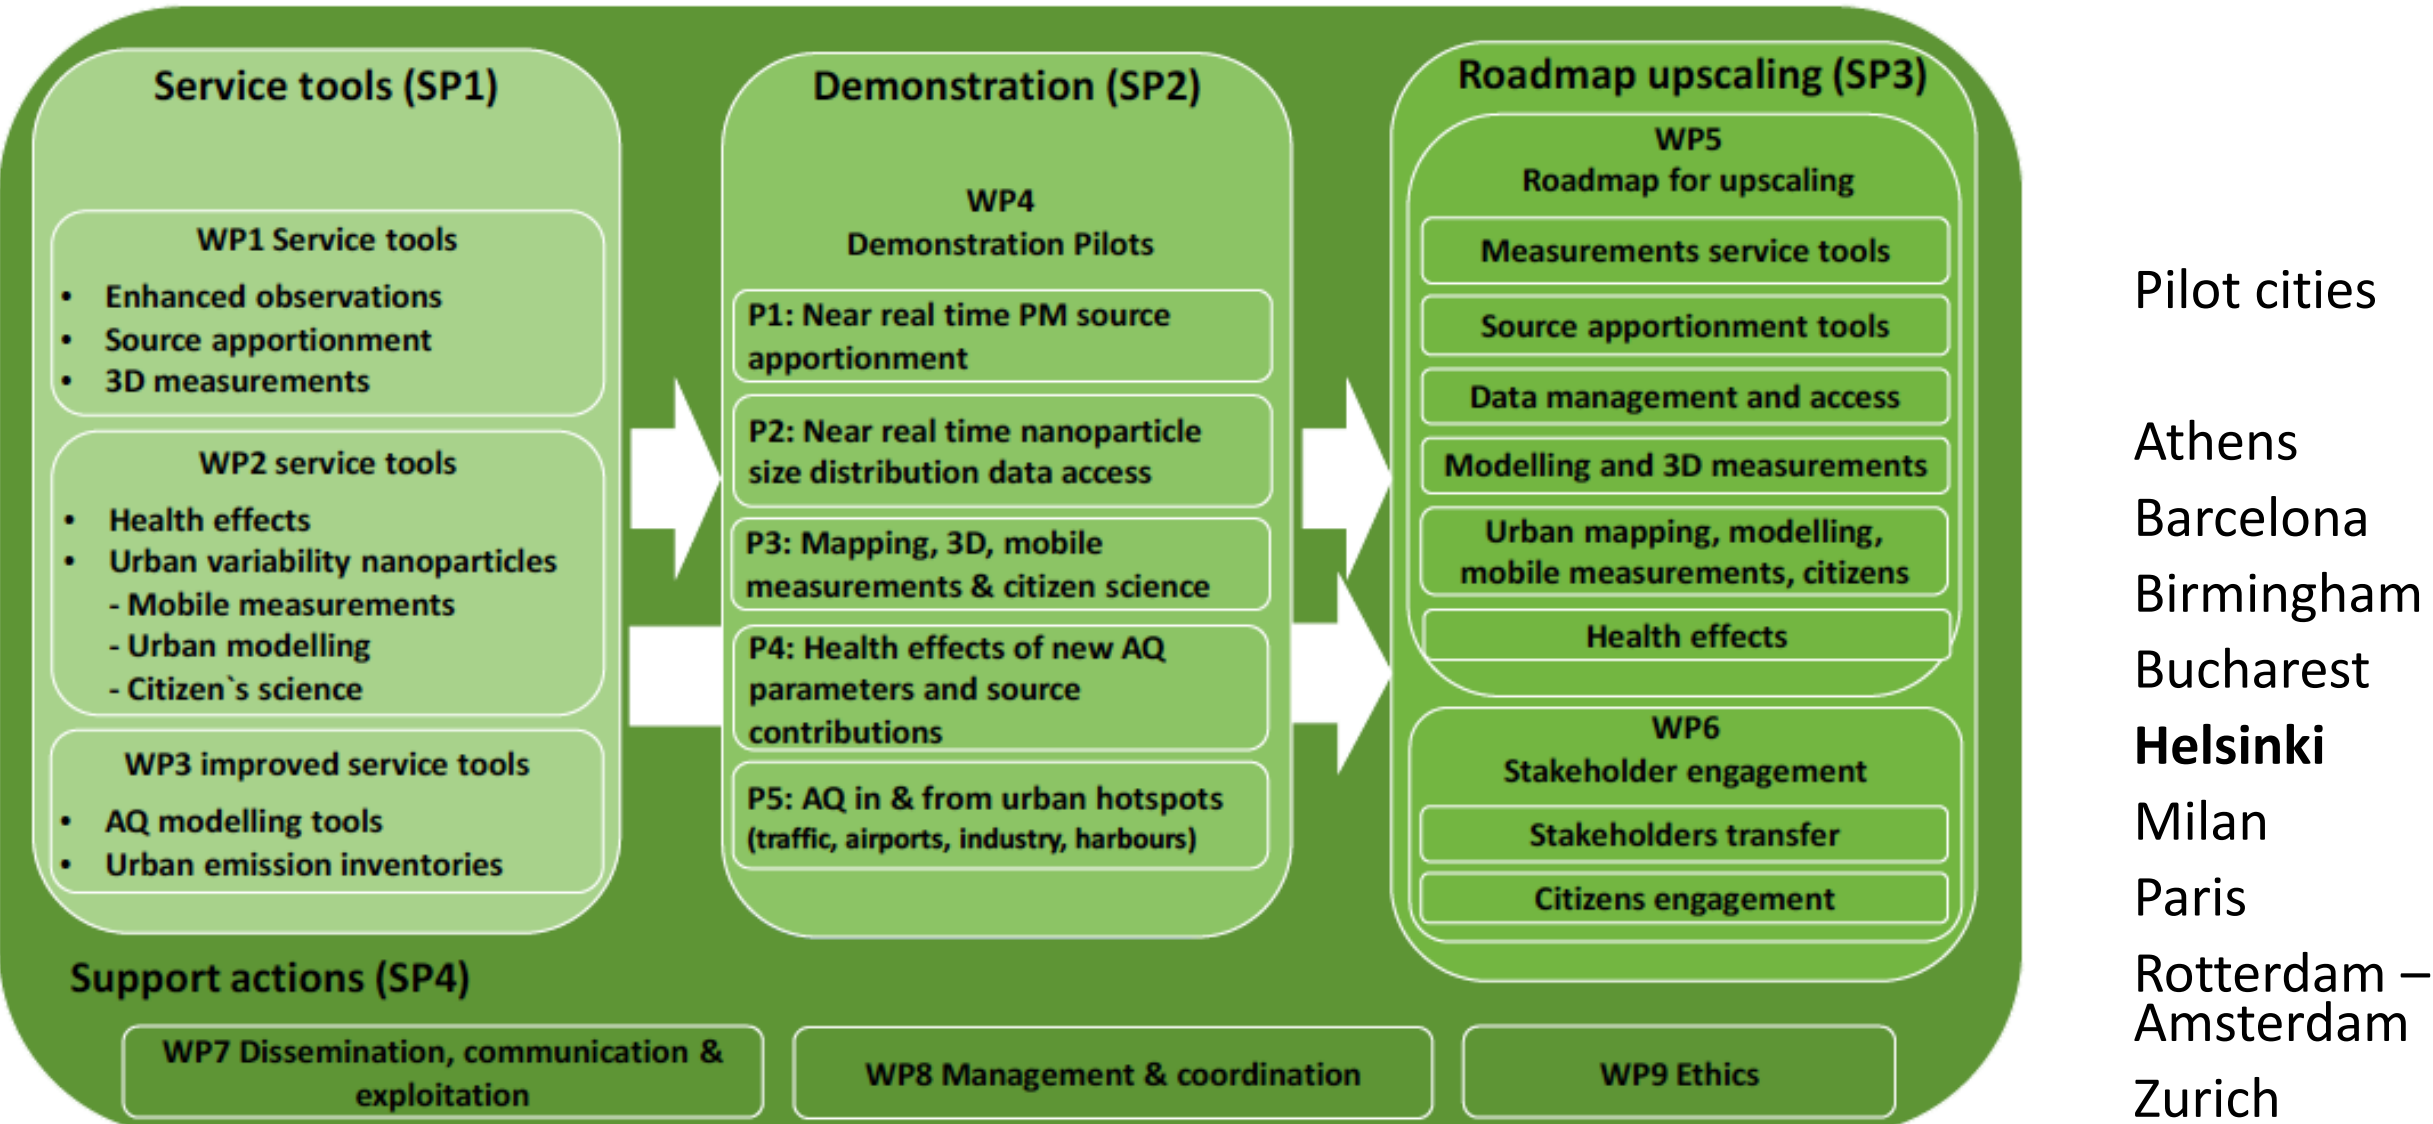 Service tools (SP1)
WP1 Service tools
• Enhanced observations
• Source apportionment
• 3D measurements
WP2 service tools
• Health effects
• Urban variability nanoparticles
- Mobile measurements
- Urban modelling
- Citizen`s science
WP3 improved service tools
• AQ modelling tools
• Urban emission inventories
Demonstration (SP2)
WP4
Demonstration Pilots
P1: Near real time PM source
apportionment
P2: Near real time nanoparticle
size distribution data access
P3: Mapping, 3D, mobile
measurements & citizen science
P4: Health effects of new AQ
parameters and source
contributions
P5: AQ in & from urban hotspots
(traffic, airports, industry, harbours)
Roadmap upscaling (SP3)
WP5
Roadmap for upscaling
Measurements service tools
Source apportionment tools
Data management and access
Modelling and 3D measurements
Urban mapping, modelling,
mobile measurements, citizens
Health effects
WP6
Stakeholder engagement
Stakeholders transfer
Citizens engagement
Support actions (SP4)
WP7 Dissemination, communication &
exploitation
WP8 Management & coordination
WP9 Ethics
Pilot cities
Athens
Barcelona
Birmingham
Bucharest
Helsinki
Milan
Paris
Rotterdam –
Amsterdam
Zurich